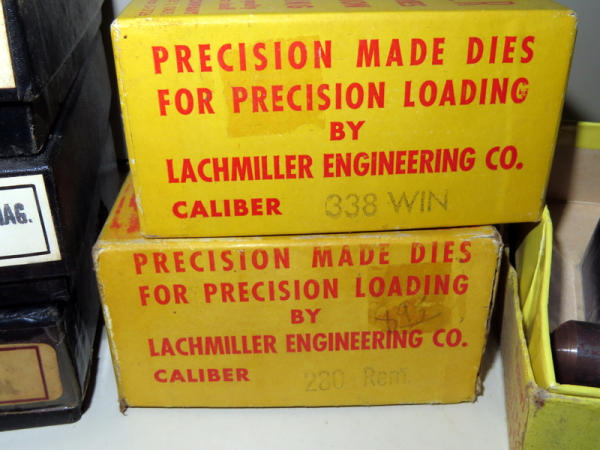 PRECISION MADE DIES
FOR PRECISION LOADING
BY
LACHMILLER ENGINEERING CO.
CALIBER 338 WIN
PRECISION MADE DIES
FOR PRECISION LOADING
BY
LACHMILLER ENGINEERING CO.
CALIBER 280 Rem.
MAG.